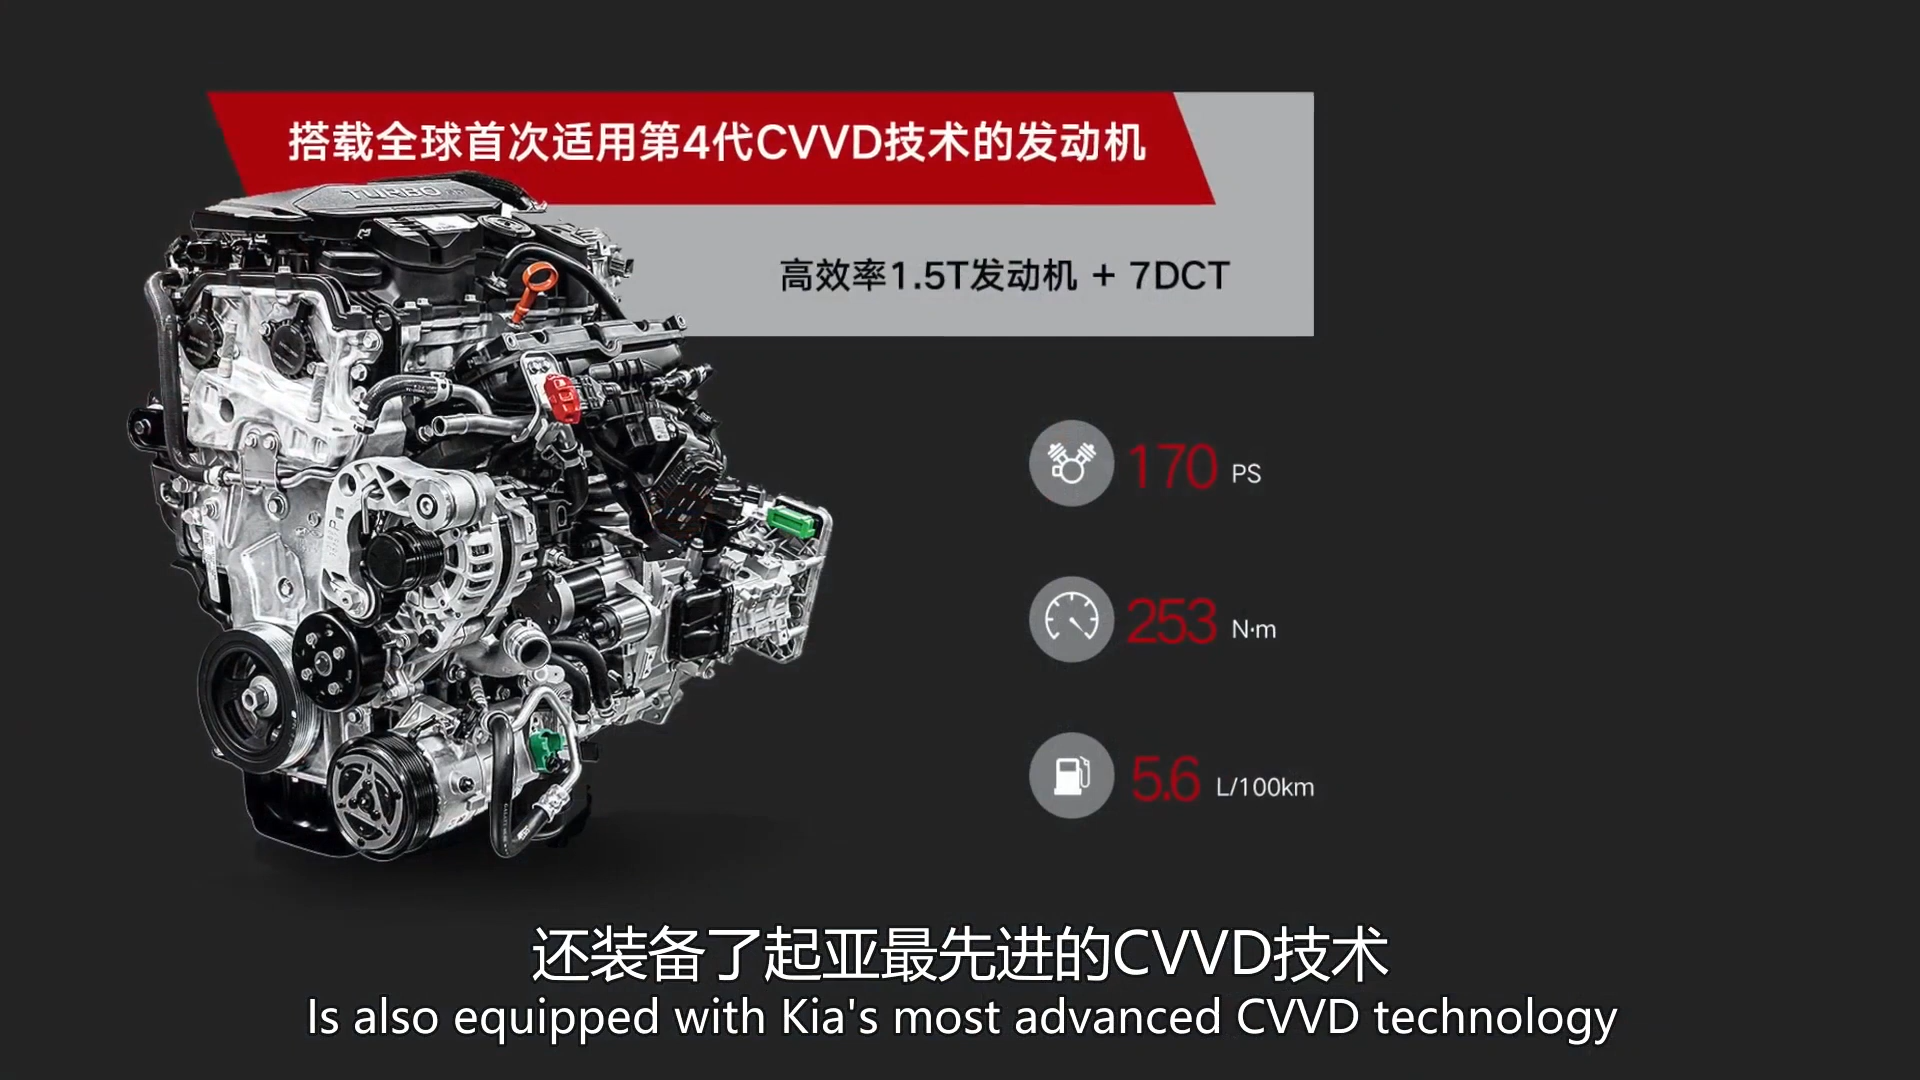 搭载全球首次适用第4代CVVD技术的发动机
TURBO
高效率1.5T发动机 + 7DCT
170 PS
253 N·m
5.6 L/100km
还装备了起亚最先进的CVVD技术
Is also equipped with Kia's most advanced CVVD technology